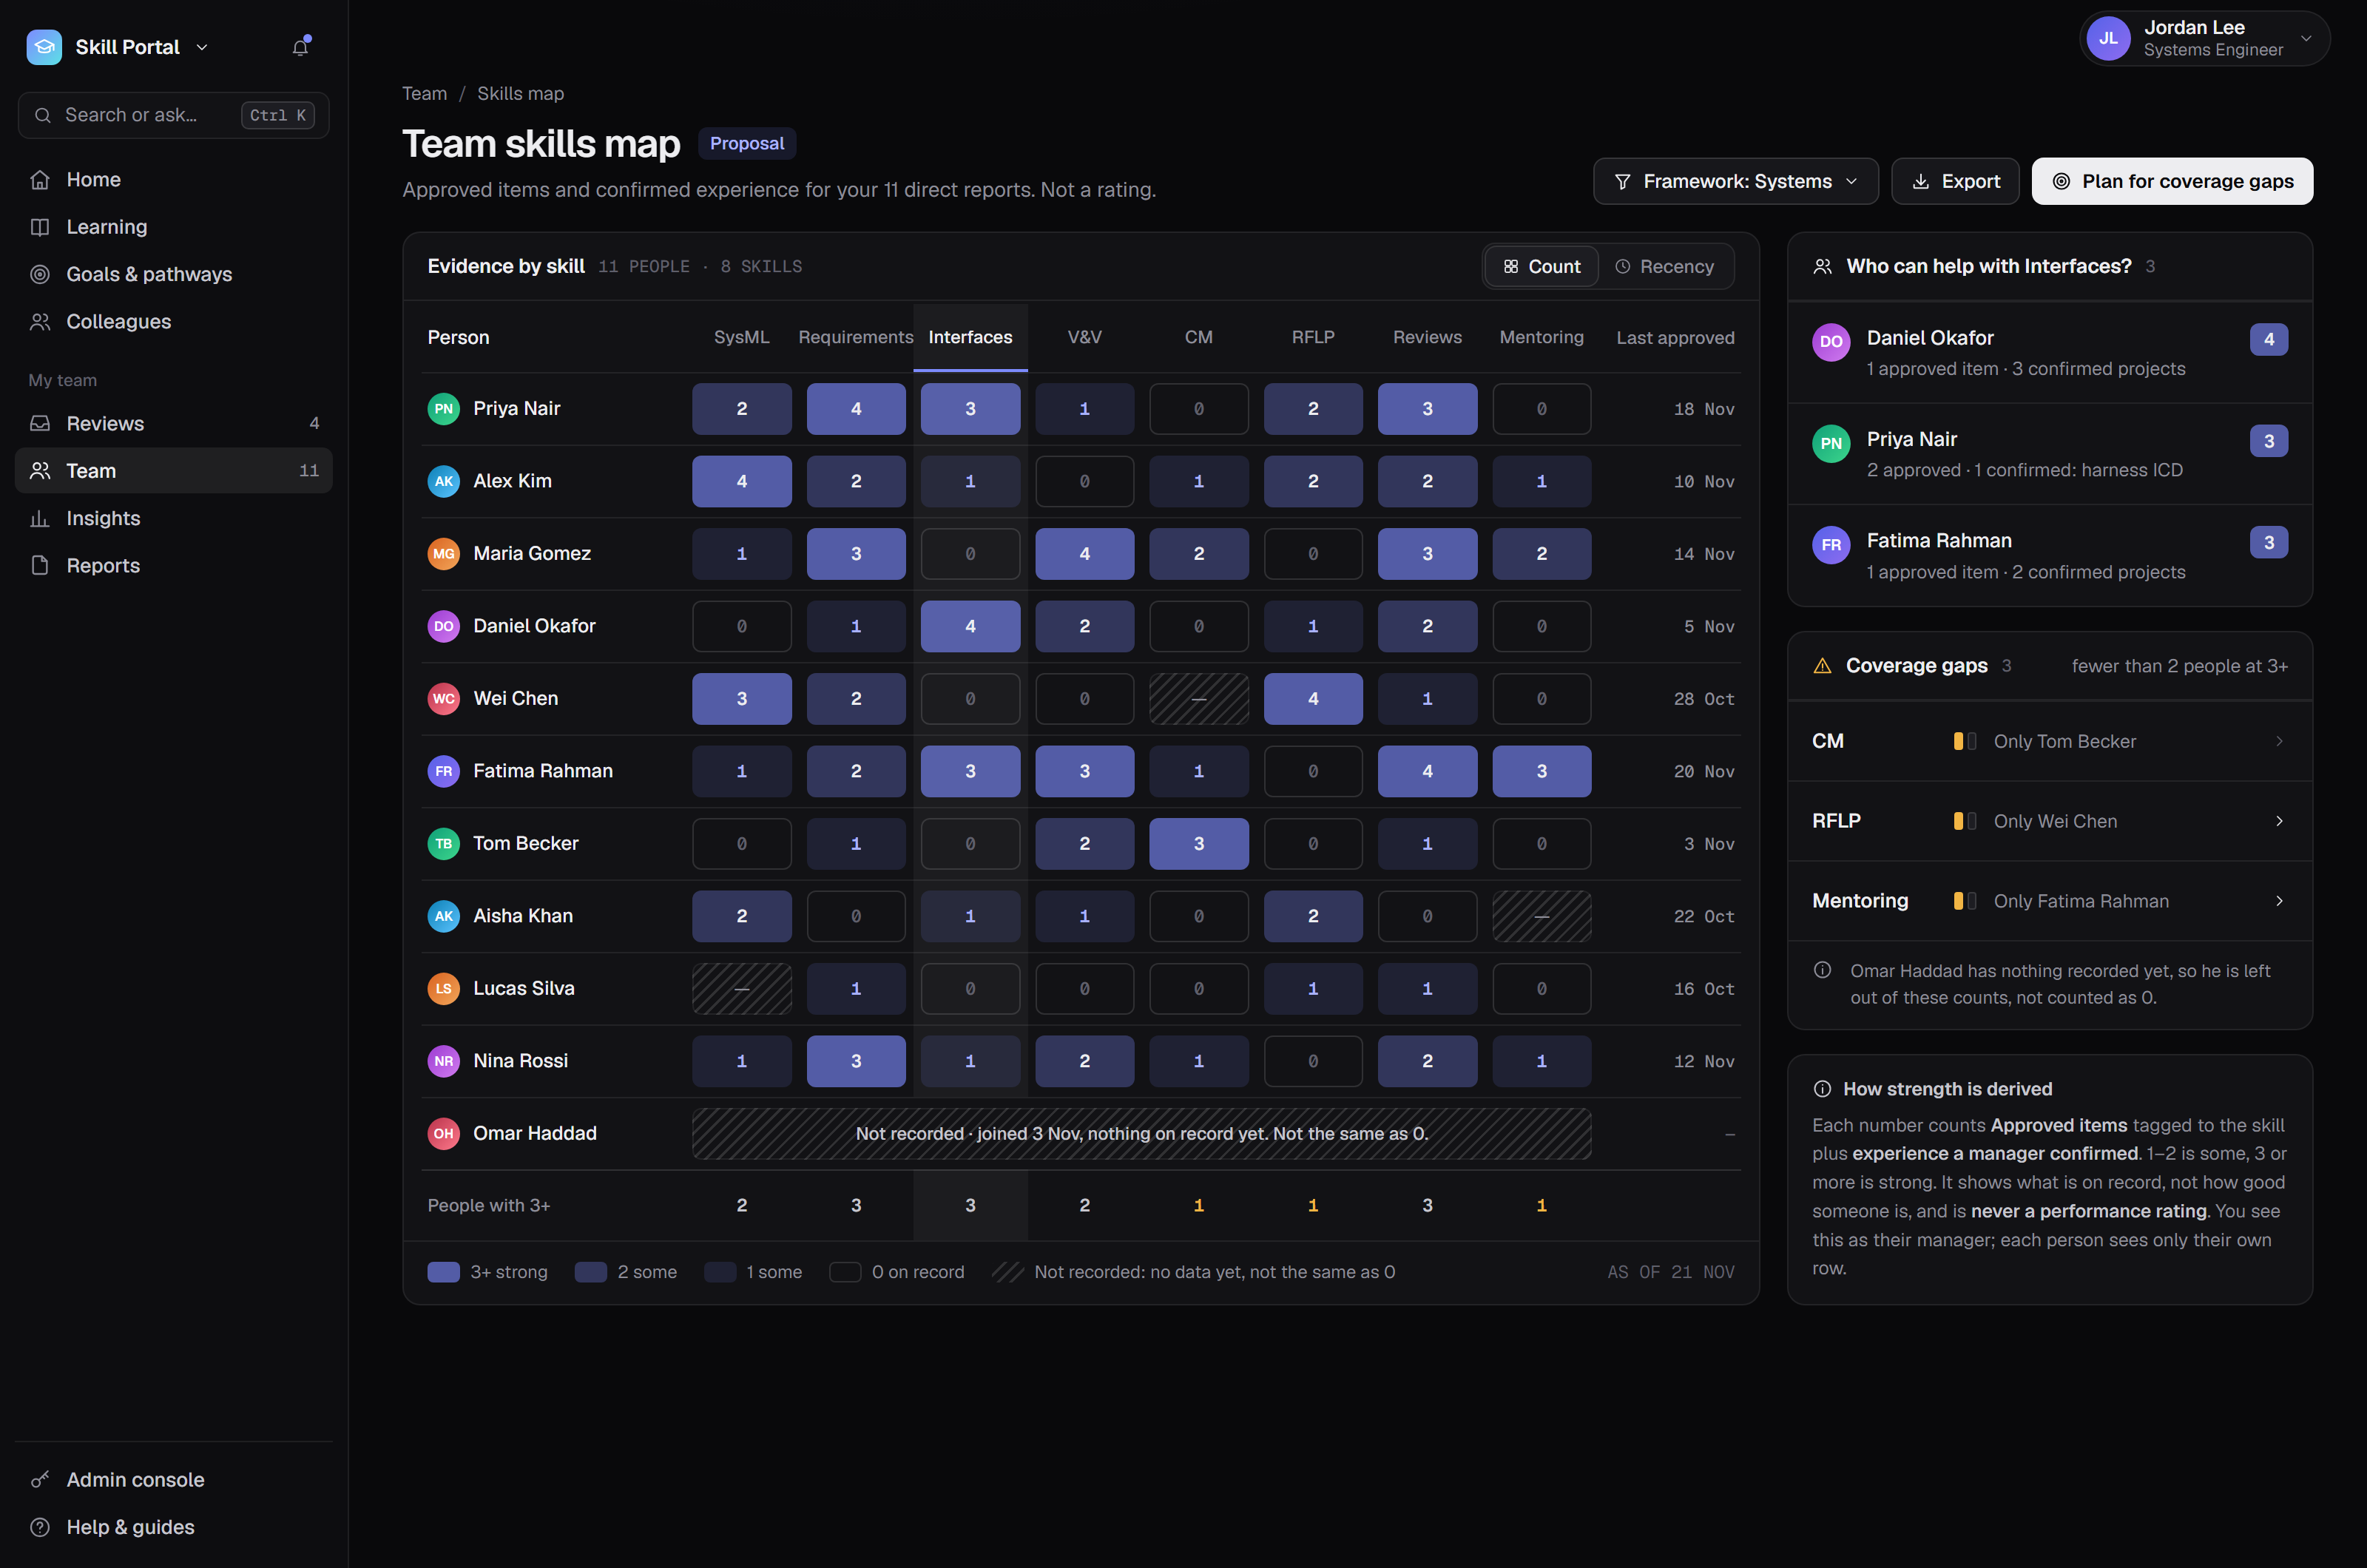 Skill Portal
Search or ask...
Ctrl K
Home
Learning
Goals & pathways
Colleagues
My team
Reviews 4
Team 11
Insights
Reports
Admin console
Help & guides
JL
Jordan Lee
Systems Engineer
Team / Skills map
Team skills map Proposal
Approved items and confirmed experience for your 11 direct reports. Not a rating.
Framework: Systems
Export
Plan for coverage gaps
Evidence by skill 11 PEOPLE · 8 SKILLS
Count
Recency
Person SysML Requirements Interfaces V&V CM RFLP Reviews Mentoring Last approved
PN Priya Nair 2 4 3 1 0 2 3 0 18 Nov
AK Alex Kim 4 2 1 0 1 2 2 1 10 Nov
MG Maria Gomez 1 3 0 4 2 0 3 2 14 Nov
DO Daniel Okafor 0 1 4 2 0 1 2 0 5 Nov
WC Wei Chen 3 2 0 0 — 4 1 0 28 Oct
FR Fatima Rahman 1 2 3 3 1 0 4 3 20 Nov
TB Tom Becker 0 1 0 2 3 0 1 0 3 Nov
AK Aisha Khan 2 0 1 1 0 2 0 — 22 Oct
LS Lucas Silva — 1 0 0 0 1 1 0 16 Oct
NR Nina Rossi 1 3 1 2 1 0 2 1 12 Nov
OH Omar Haddad Not recorded · joined 3 Nov, nothing on record yet. Not the same as 0. –
People with 3+ 2 3 3 2 1 1 3 1
3+ strong 2 some 1 some 0 on record Not recorded: no data yet, not the same as 0 AS OF 21 NOV
Who can help with Interfaces? 3
DO Daniel Okafor 4
1 approved item · 3 confirmed projects
PN Priya Nair 3
2 approved · 1 confirmed: harness ICD
FR Fatima Rahman 3
1 approved item · 2 confirmed projects
Coverage gaps 3 fewer than 2 people at 3+
CM Only Tom Becker
RFLP Only Wei Chen
Mentoring Only Fatima Rahman
Omar Haddad has nothing recorded yet, so he is left
out of these counts, not counted as 0.
How strength is derived
Each number counts Approved items tagged to the skill
plus experience a manager confirmed. 1–2 is some, 3 or
more is strong. It shows what is on record, not how good
someone is, and is never a performance rating. You see
this as their manager; each person sees only their own
row.